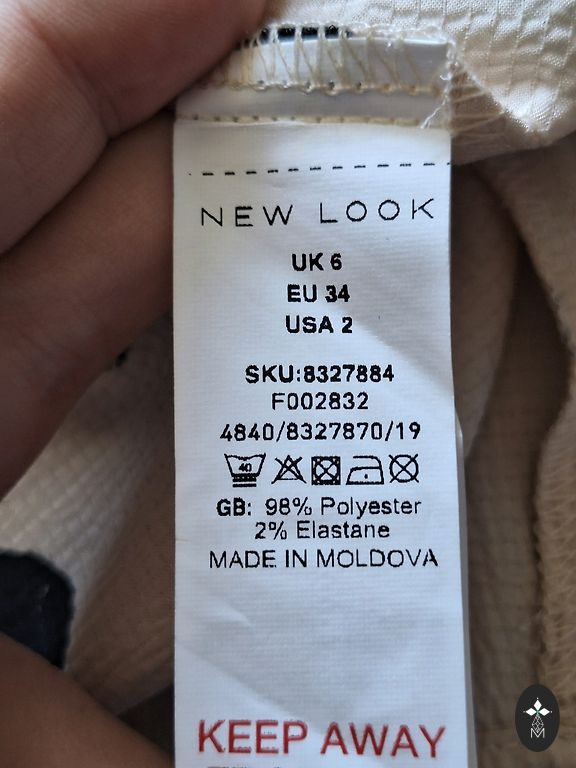 NEW LOOK
UK 6
EU 34
USA 2
SKU:8327884
F002832
4840/8327870/19
40
GB: 98% Polyester
2% Elastane
MADE IN MOLDOVA
KEEP AWAY